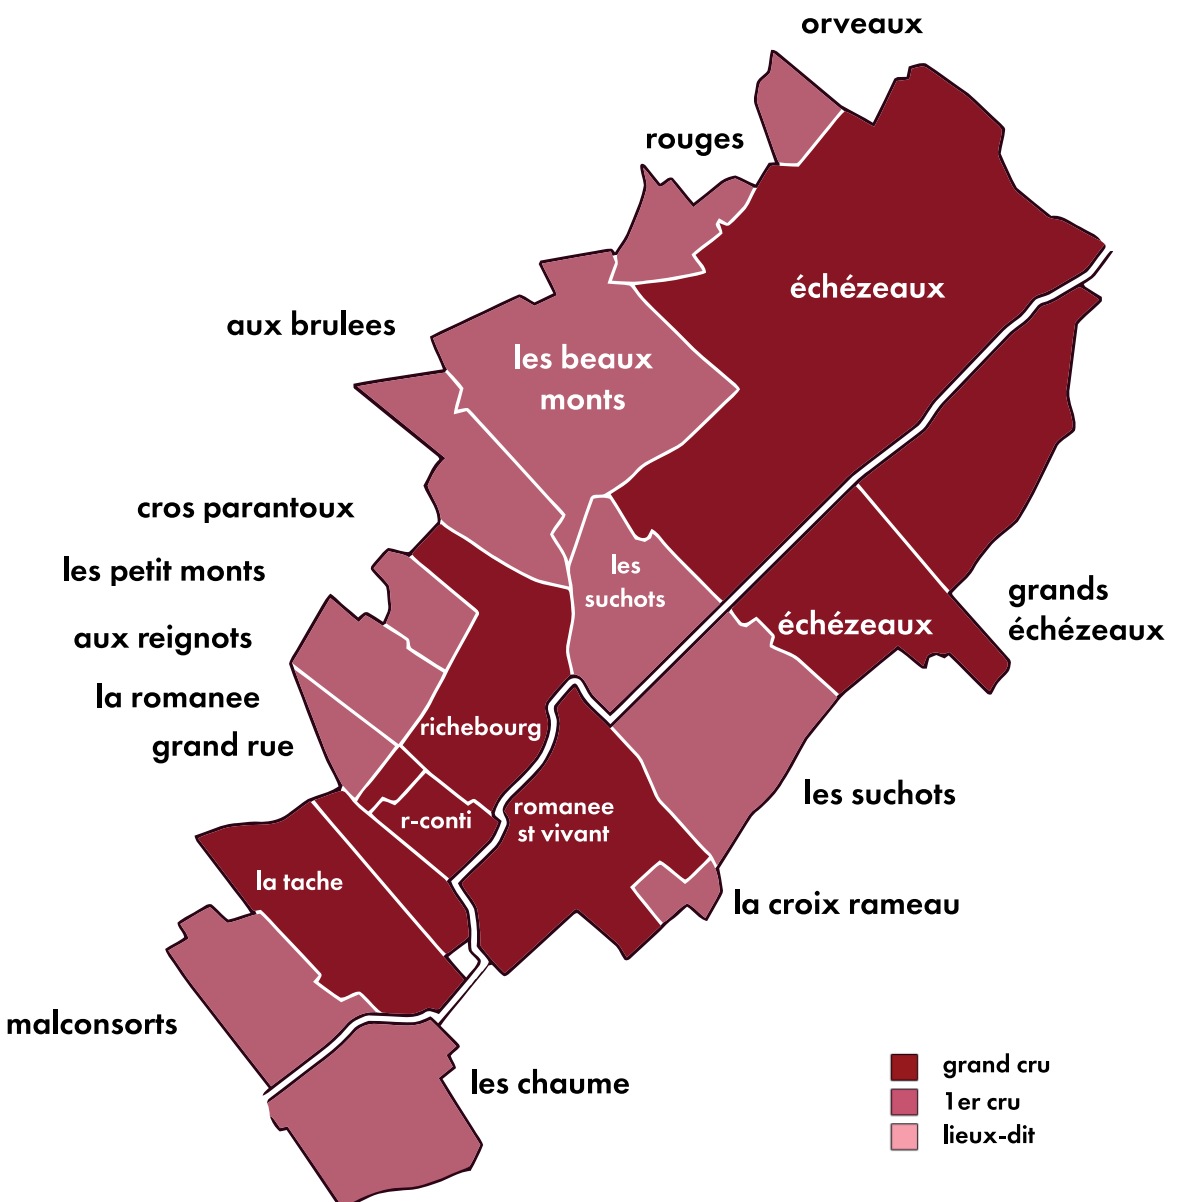 orveaux
rouges
échézeaux
aux brulees
les beaux
monts
cros parantoux
les petit monts
les
suchots
grands
échézeaux
échézeaux
aux reignots
la romanee
grand rue
richebourg
les suchots
romanee
st vivant
r-conti
la tache
la croix rameau
malconsorts
les chaume
grand cru
1er cru
lieux-dit